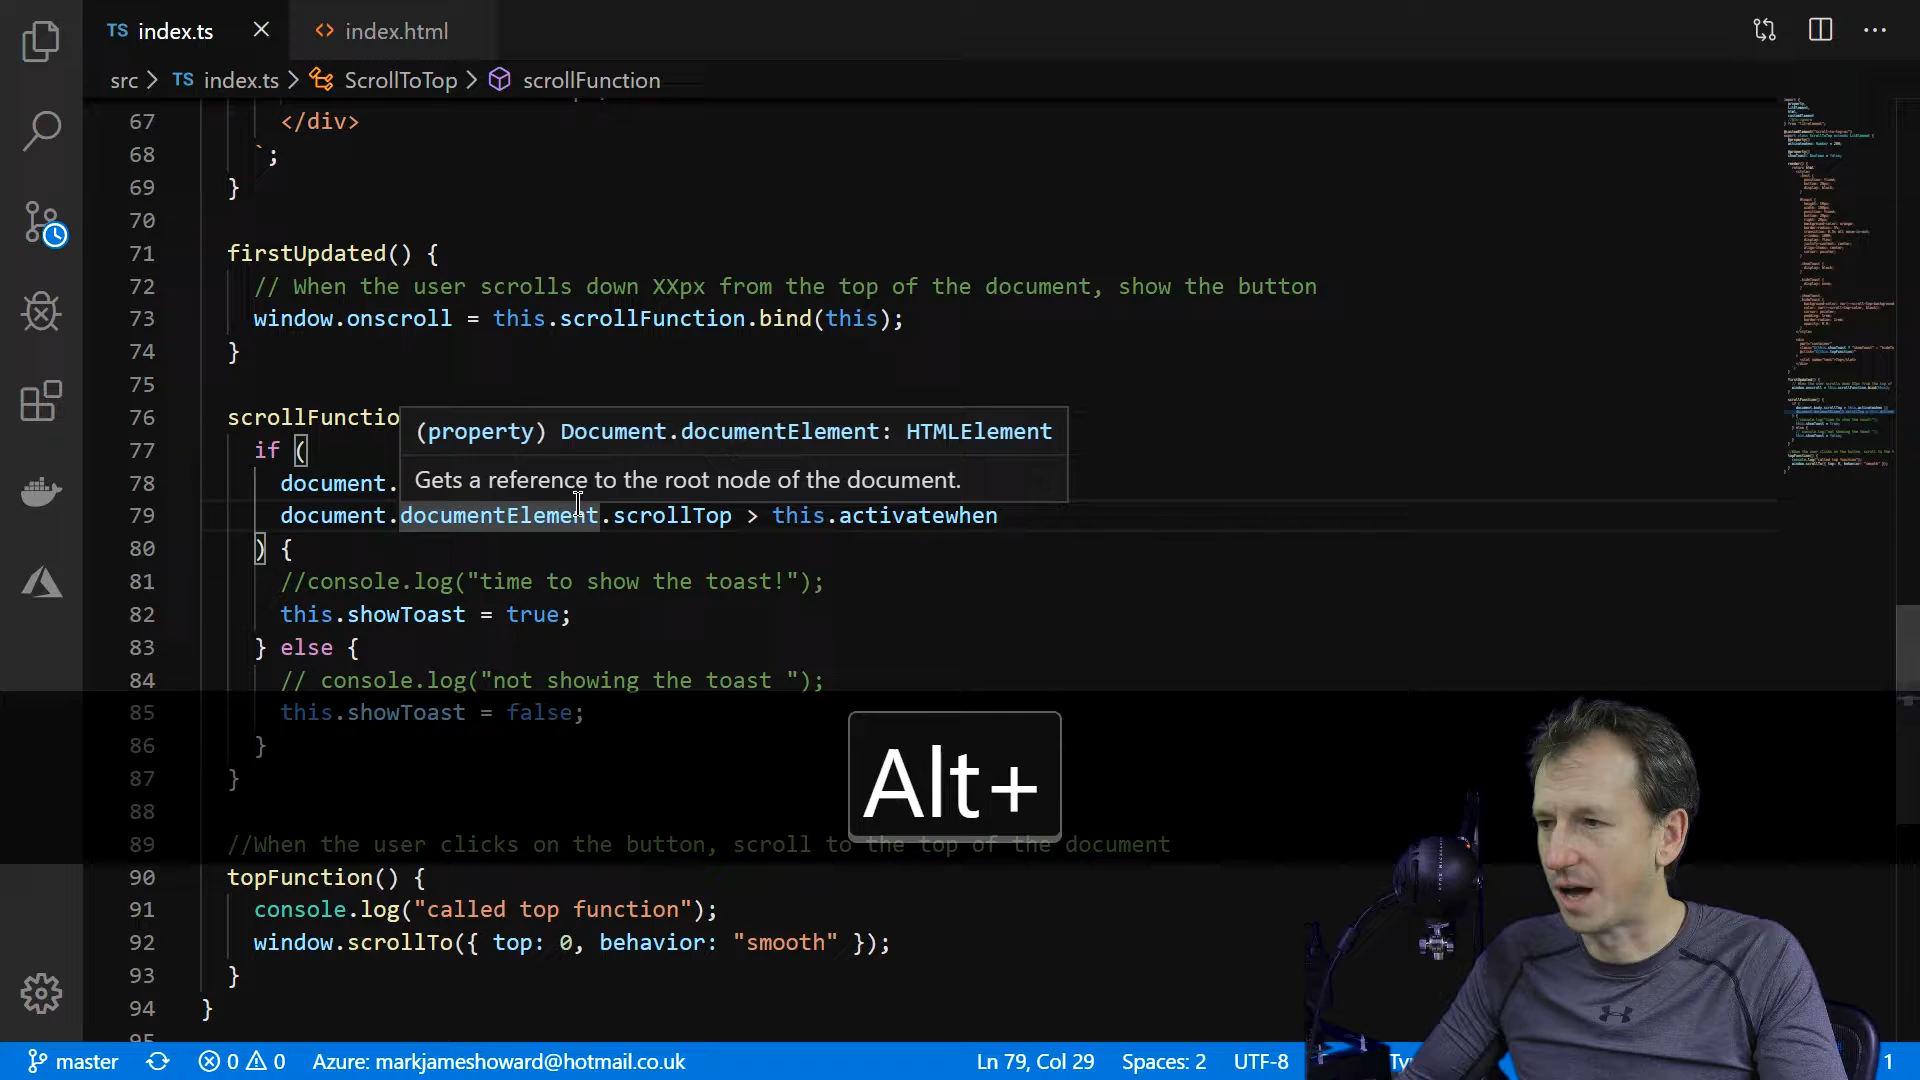 TS index.ts
<> index.html
src > TS index.ts > ScrollToTop > scrollFunction
67 </div>
68 `;
69 }
70
71 firstUpdated() {
72 // When the user scrolls down XXpx from the top of the document, show the button
73 window.onscroll = this.scrollFunction.bind(this);
74 }
75
76 scrollFunctio
(property) Document.documentElement: HTMLElement
77 if (
Gets a reference to the root node of the document.
78 document.
79 document.documentElement.scrollTop > this.activatewhen
80 ) {
81 //console.log("time to show the toast!");
82 this.showToast = true;
83 } else {
84 // console.log("not showing the toast ");
85 this.showToast = false;
86 }
87 }
88
Alt+
89 //When the user clicks on the button, scroll to the top of the document
90 topFunction() {
91 console.log("called top function");
92 window.scrollTo({ top: 0, behavior: "smooth" });
93 }
94 }
95
master 0 0 Azure: markjameshoward@hotmail.co.uk Ln 79, Col 29 Spaces: 2 UTF-8 Ty 1